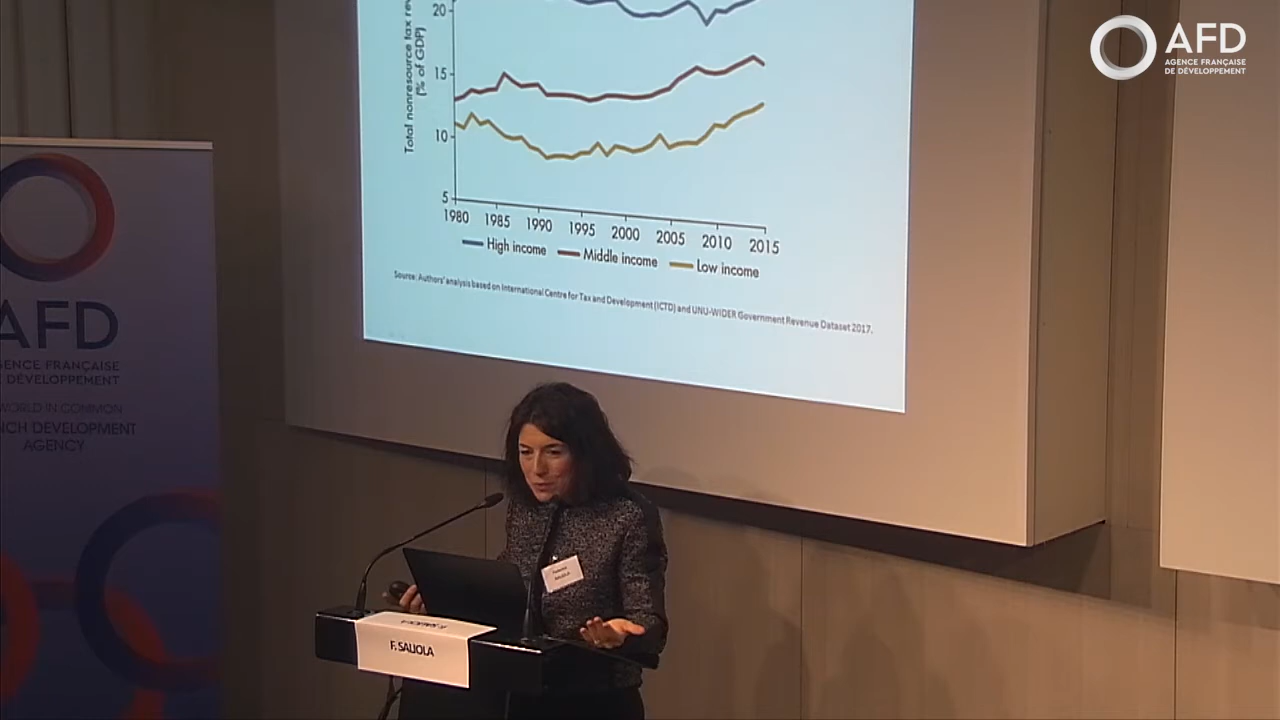 AFD
AGENCE FRANÇAISE
DE DÉVELOPPEMENT
Total nonresource tax rev
(% of GDP)
20
15
10
5
1980 1985 1990 1995 2000 2005 2010 2015
High income Middle income Low income
Source: Authors' analysis based on International Centre for Tax and Development (ICTD) and UNU-WIDER Government Revenue Dataset 2017.
AFD
GENCE FRANÇAISE
E DÉVELOPPEMENT
WORLD IN COMMON
NCH DEVELOPMENT
AGENCY
F. SALIOLA